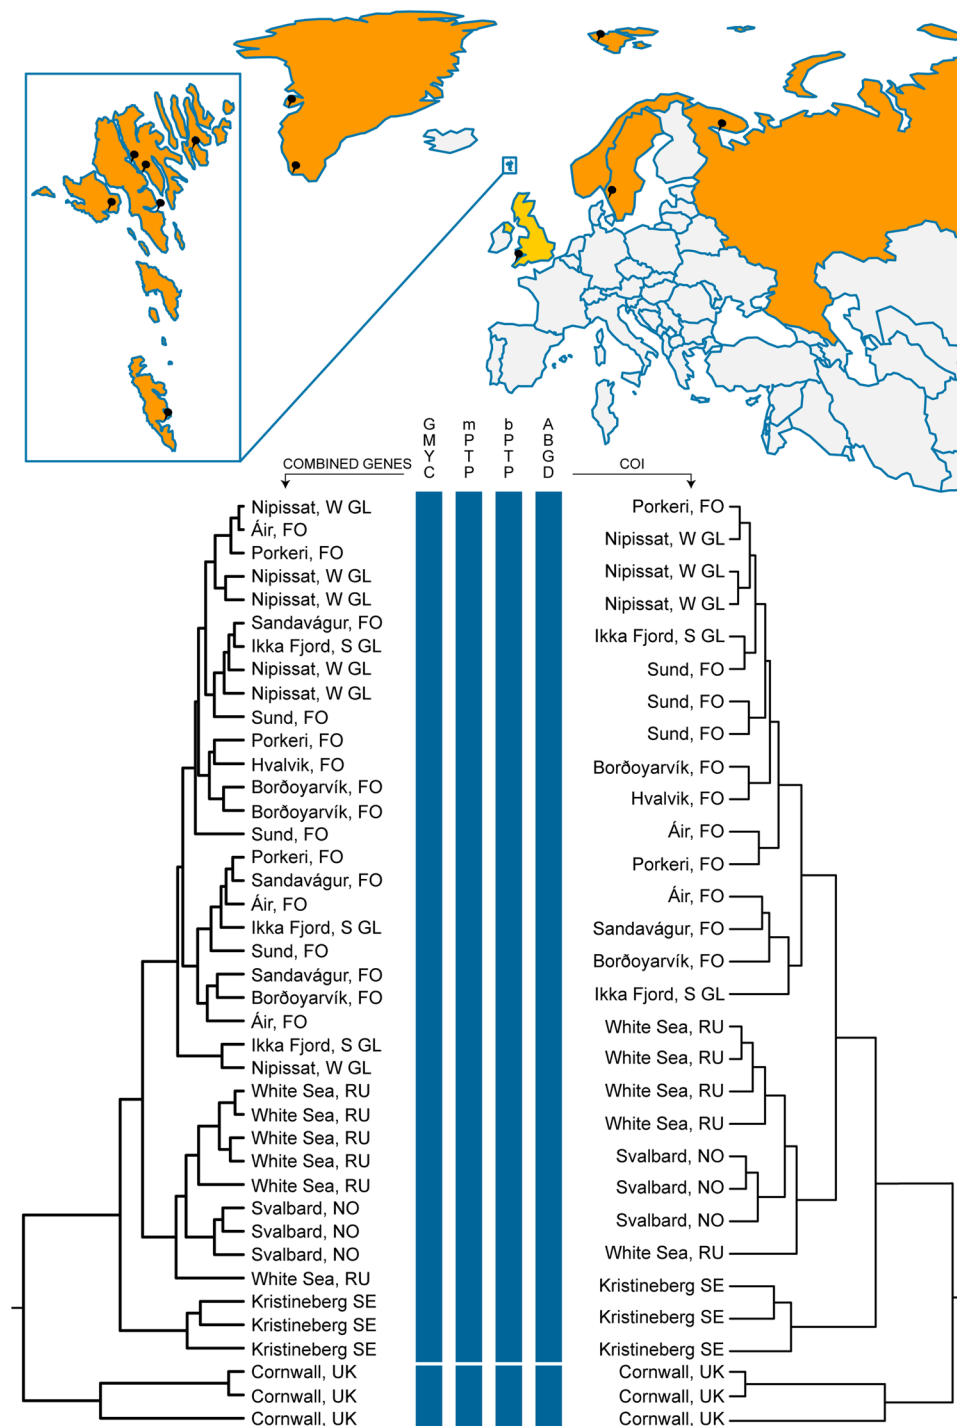 GMYC
mPTP
bPTP
ABGD
COMBINED GENES
COI
Nipissat, W GL
Áir, FO
Porkeri, FO
Nipissat, W GL
Nipissat, W GL
Sandavágur, FO
Ikka Fjord, S GL
Nipissat, W GL
Nipissat, W GL
Sund, FO
Porkeri, FO
Hvalvik, FO
Borðoyarvík, FO
Borðoyarvík, FO
Sund, FO
Porkeri, FO
Sandavágur, FO
Áir, FO
Ikka Fjord, S GL
Sund, FO
Sandavágur, FO
Borðoyarvík, FO
Áir, FO
Ikka Fjord, S GL
Nipissat, W GL
White Sea, RU
White Sea, RU
White Sea, RU
White Sea, RU
White Sea, RU
Svalbard, NO
Svalbard, NO
Svalbard, NO
White Sea, RU
Kristineberg SE
Kristineberg SE
Kristineberg SE
Cornwall, UK
Cornwall, UK
Cornwall, UK
Porkeri, FO
Nipissat, W GL
Nipissat, W GL
Nipissat, W GL
Ikka Fjord, S GL
Sund, FO
Sund, FO
Sund, FO
Borðoyarvík, FO
Hvalvik, FO
Áir, FO
Porkeri, FO
Áir, FO
Sandavágur, FO
Borðoyarvík, FO
Ikka Fjord, S GL
White Sea, RU
White Sea, RU
White Sea, RU
White Sea, RU
Svalbard, NO
Svalbard, NO
Svalbard, NO
White Sea, RU
Kristineberg SE
Kristineberg SE
Kristineberg SE
Cornwall, UK
Cornwall, UK
Cornwall, UK